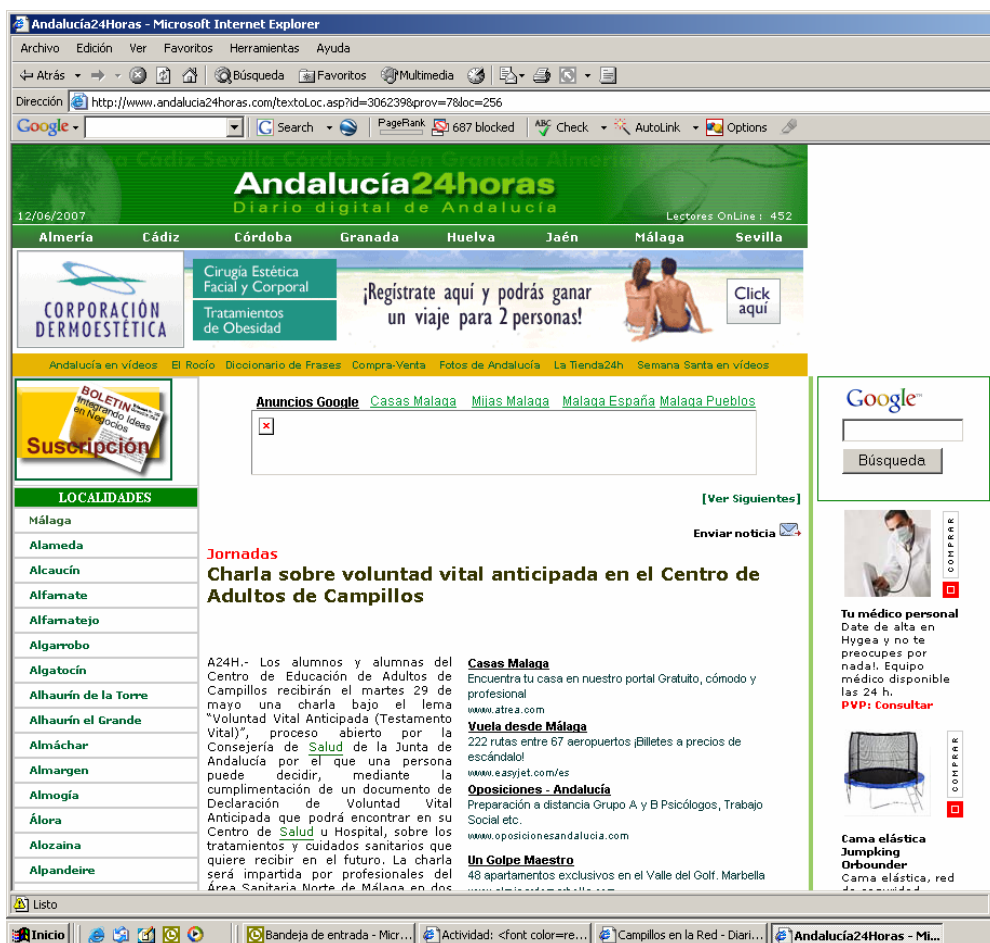 Andalucía24Horas - Microsoft Internet Explorer
Archivo Edición Ver Favoritos Herramientas Ayuda
Atrás Búsqueda Favoritos Multimedia
Dirección http://www.andalucia24horas.com/textoLoc.asp?id=306239&prov=7&loc=256
Google Search PageRank 687 blocked ABC Check AutoLink Options
Andalucía24horas
Diario digital de Andalucía
12/06/2007 Lectores OnLine : 452
Almería Cádiz Córdoba Granada Huelva Jaén Málaga Sevilla
CORPORACIÓN
DERMOESTÉTICA
Cirugía Estética
Facial y Corporal
Tratamientos
de Obesidad
¡Regístrate aquí y podrás ganar
un viaje para 2 personas!
Click
aquí
Andalucía en vídeos El Rocío Diccionario de Frases Compra-Venta Fotos de Andalucía La Tienda24h Semana Santa en vídeos
BOLETIN
Integrando Ideas
en Negocios
Suscripción
LOCALIDADES
Málaga
Alameda
Alcaucín
Alfarnate
Alfarnatejo
Algarrobo
Algatocín
Alhaurín de la Torre
Alhaurín el Grande
Almáchar
Almargen
Almogía
Álora
Alozaina
Alpandeire
Anuncios Google Casas Malaga Mijas Malaga Malaga España Malaga Pueblos
[Ver Siguientes]
Enviar noticia
Jornadas
Charla sobre voluntad vital anticipada en el Centro de
Adultos de Campillos
A24H.- Los alumnos y alumnas del
Centro de Educación de Adultos de
Campillos recibirán el martes 29 de
mayo una charla bajo el lema
"Voluntad Vital Anticipada (Testamento
Vital)", proceso abierto por la
Consejería de Salud de la Junta de
Andalucía por el que una persona
puede decidir, mediante la
cumplimentación de un documento de
Declaración de Voluntad Vital
Anticipada que podrá encontrar en su
Centro de Salud u Hospital, sobre los
tratamientos y cuidados sanitarios que
quiere recibir en el futuro. La charla
será impartida por profesionales del
Área Sanitaria Norte de Málaga en dos
Casas Malaga
Encuentra tu casa en nuestro portal Gratuito, cómodo y
profesional
www.atrea.com
Vuela desde Málaga
222 rutas entre 67 aeropuertos ¡Billetes a precios de
escándalo!
www.easyjet.com/es
Oposiciones - Andalucía
Preparación a distancia Grupo A y B Psicólogos, Trabajo
Social etc.
www.oposicionesandalucia.com
Un Golpe Maestro
48 apartamentos exclusivos en el Valle del Golf. Marbella
Google
Búsqueda
COMPRAR
Tu médico personal
Date de alta en
Hygea y no te
preocupes por
nada!. Equipo
médico disponible
las 24 h.
PVP: Consultar
COMPRAR
Cama elástica
Jumpking
Orbounder
Cama elástica, red
de seguridad
Listo
Inicio Bandeja de entrada - Micr... Actividad: <font color=re... Campillos en la Red - Diari... Andalucía24Horas - Mi...